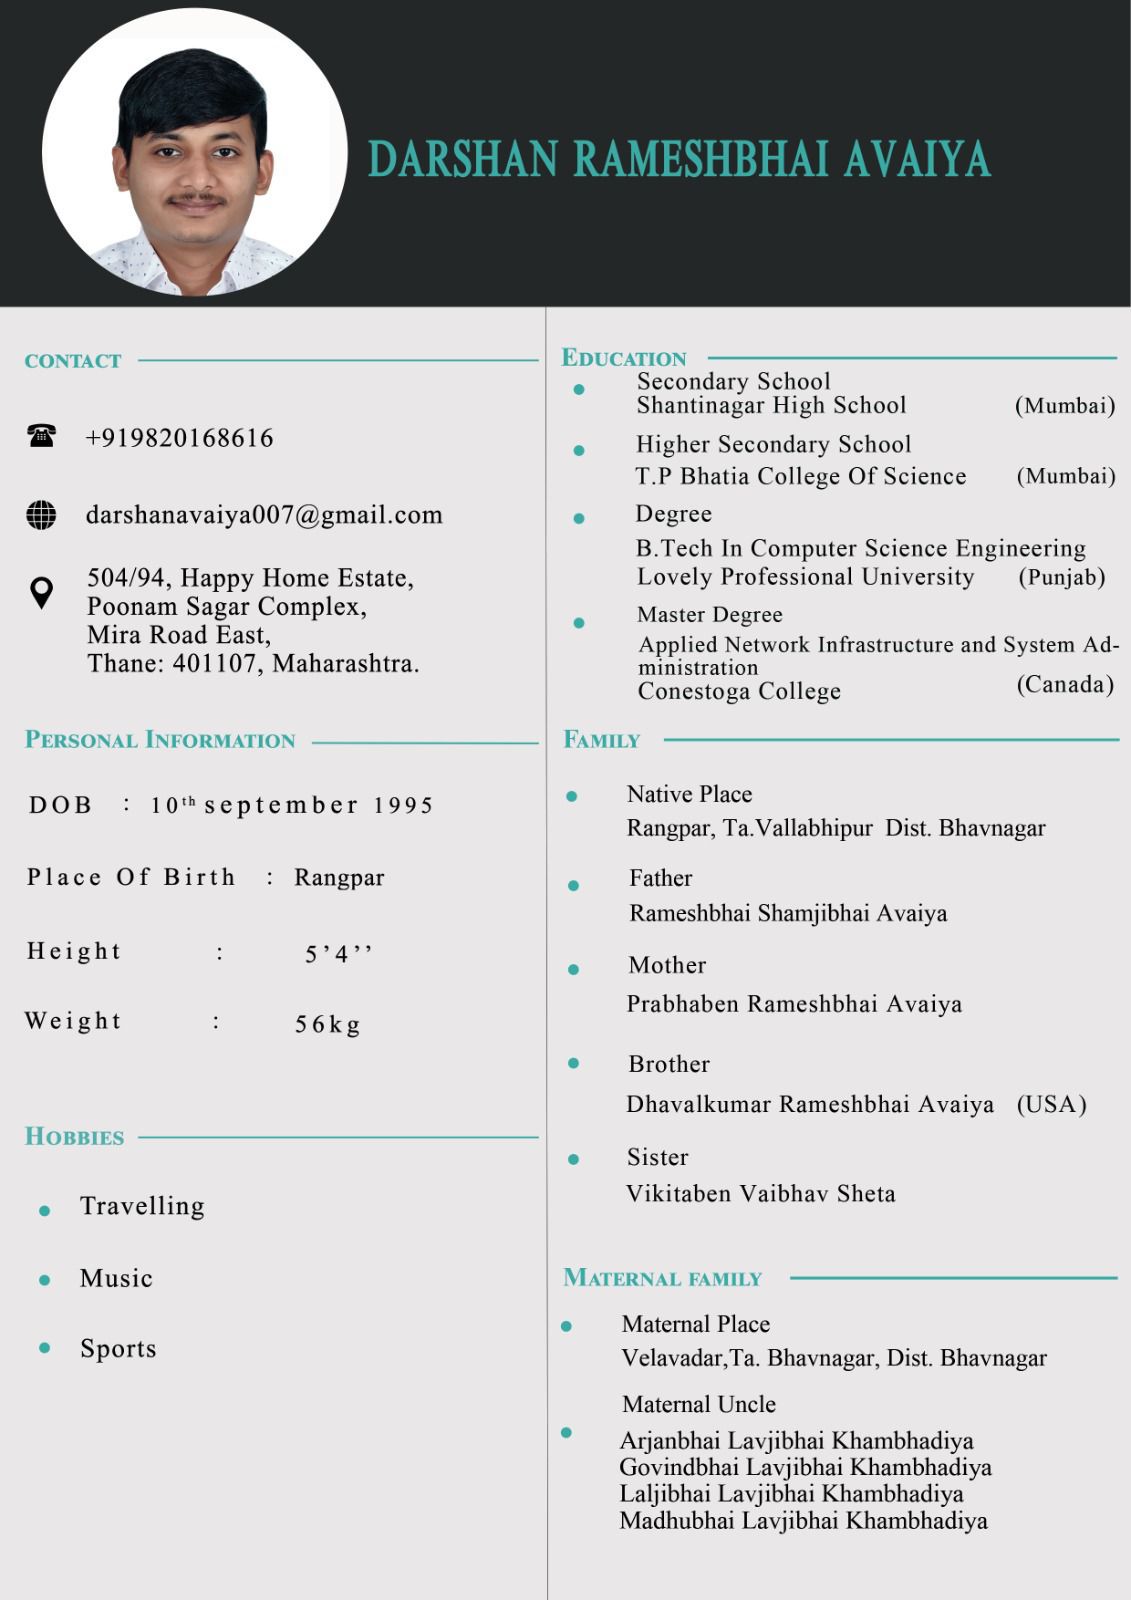 DARSHAN RAMESHBHAI AVAIYA
CONTACT
+919820168616
darshanavaiya007@gmail.com
504/94, Happy Home Estate,
Poonam Sagar Complex,
Mira Road East,
Thane: 401107, Maharashtra.
PERSONAL INFORMATION
DOB : 10th september 1995
Place Of Birth : Rangpar
Height : 5’4’’
Weight : 56kg
HOBBIES
Travelling
Music
Sports
EDUCATION
Secondary School
Shantinagar High School (Mumbai)
Higher Secondary School
T.P Bhatia College Of Science (Mumbai)
Degree
B.Tech In Computer Science Engineering
Lovely Professional University (Punjab)
Master Degree
Applied Network Infrastructure and System Ad-
ministration
Conestoga College (Canada)
FAMILY
Native Place
Rangpar, Ta.Vallabhipur Dist. Bhavnagar
Father
Rameshbhai Shamjibhai Avaiya
Mother
Prabhaben Rameshbhai Avaiya
Brother
Dhavalkumar Rameshbhai Avaiya (USA)
Sister
Vikitaben Vaibhav Sheta
MATERNAL FAMILY
Maternal Place
Velavadar,Ta. Bhavnagar, Dist. Bhavnagar
Maternal Uncle
Arjanbhai Lavjibhai Khambhadiya
Govindbhai Lavjibhai Khambhadiya
Laljibhai Lavjibhai Khambhadiya
Madhubhai Lavjibhai Khambhadiya